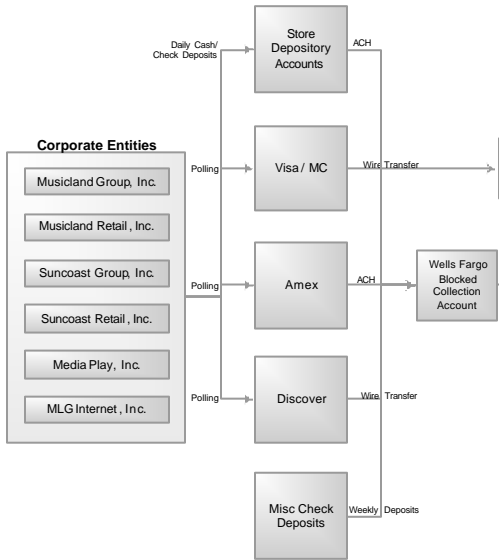 Daily Cash/
Check Deposits
Store
Depository
Accounts
ACH
Corporate Entities
Musicland Group, Inc.
Musicland Retail, Inc.
Suncoast Group, Inc.
Suncoast Retail, Inc.
Media Play, Inc.
MLG Internet, Inc.
Polling
Visa / MC
Wire Transfer
Polling
Amex
ACH
Wells Fargo
Blocked
Collection
Account
Polling
Discover
Wire Transfer
Misc Check
Deposits
Weekly Deposits